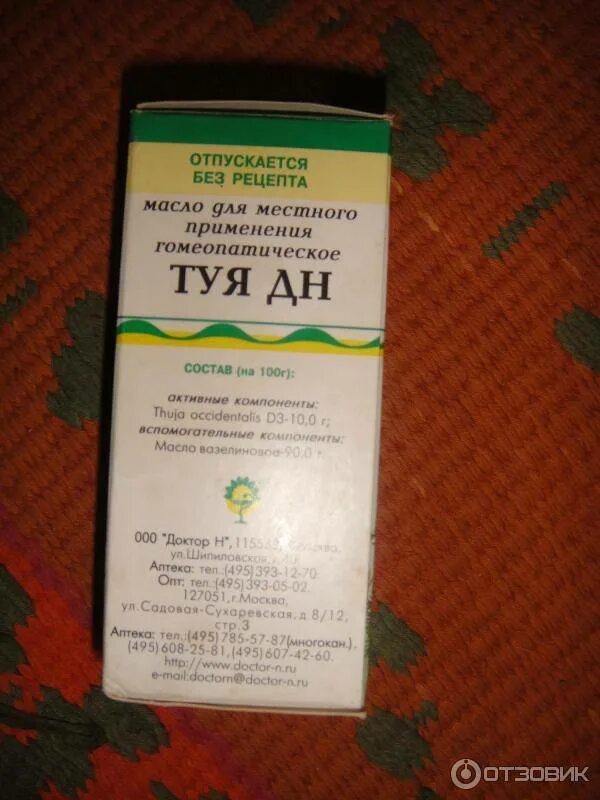 ОТПУСКАЕТСЯ
БЕЗ РЕЦЕПТА
масло для местного
применения
гомеопатическое
ТУЯ ДН
СОСТАВ (на 100г):
активные компоненты:
Thuja occidentalis D3-10,0 г;
вспомогательные компоненты:
Масло вазелиновое-90,0 г.
ООО "Доктор Н",
ул.Шипиловская,
Аптека: тел.:(495)393-12-70
Опт: тел.:(495)393-05-02.
127051,г.Москва,
ул.Садовая-Сухаревская,д 8/12,
стр.3
Аптека: тел.:(495)785-57-87(многокан.),
(495)608-25-81,(495)607-42-60.
http://www.doctor-n.ru
e-mail:doctorn@doctor-n.ru
ОТЗОВИК